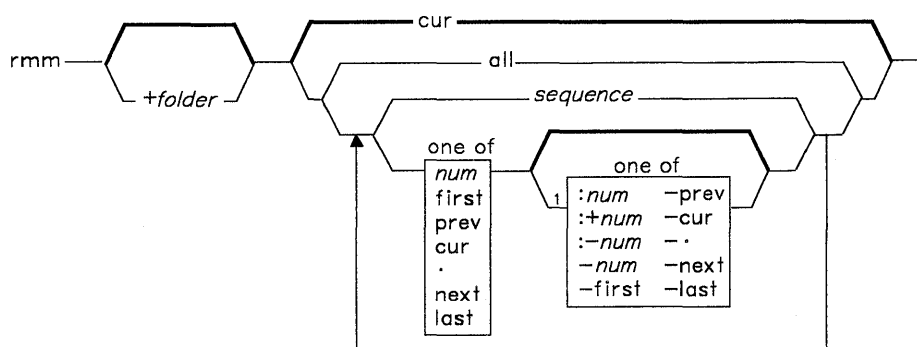 cur
rmm
all
+folder
sequence
one of
num
first
prev
cur
.
next
last
one of
1
:num –prev
:+num –cur
:–num –.
–num –next
–first –last